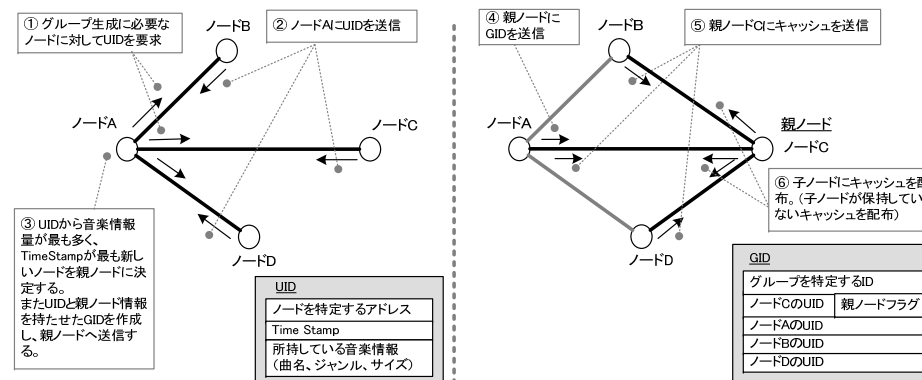 ① グループ生成に必要な
ノードに対してUIDを要求
ノードB
② ノードAにUIDを送信
ノードA
ノードC
ノードD
③ UIDから音楽情報
量が最も多く、
TimeStampが最も新し
いノードを親ノードに決
定する。
またUIDと親ノード情報
を持たせたGIDを作成
し、親ノードへ送信す
る。
UID
ノードを特定するアドレス
Time Stamp
所持している音楽情報
（曲名、ジャンル、サイズ）
④ 親ノードに
GIDを送信
ノードB
⑤ 親ノードCにキャッシュを送信
ノードA
親ノード
ノードC
⑥ 子ノードにキャッシュを配
布。（子ノードが保持してい
ないキャッシュを配布）
ノードD
GID
グループを特定するID
ノードCのUID 親ノードフラグ
ノードAのUID
ノードBのUID
ノードDのUID